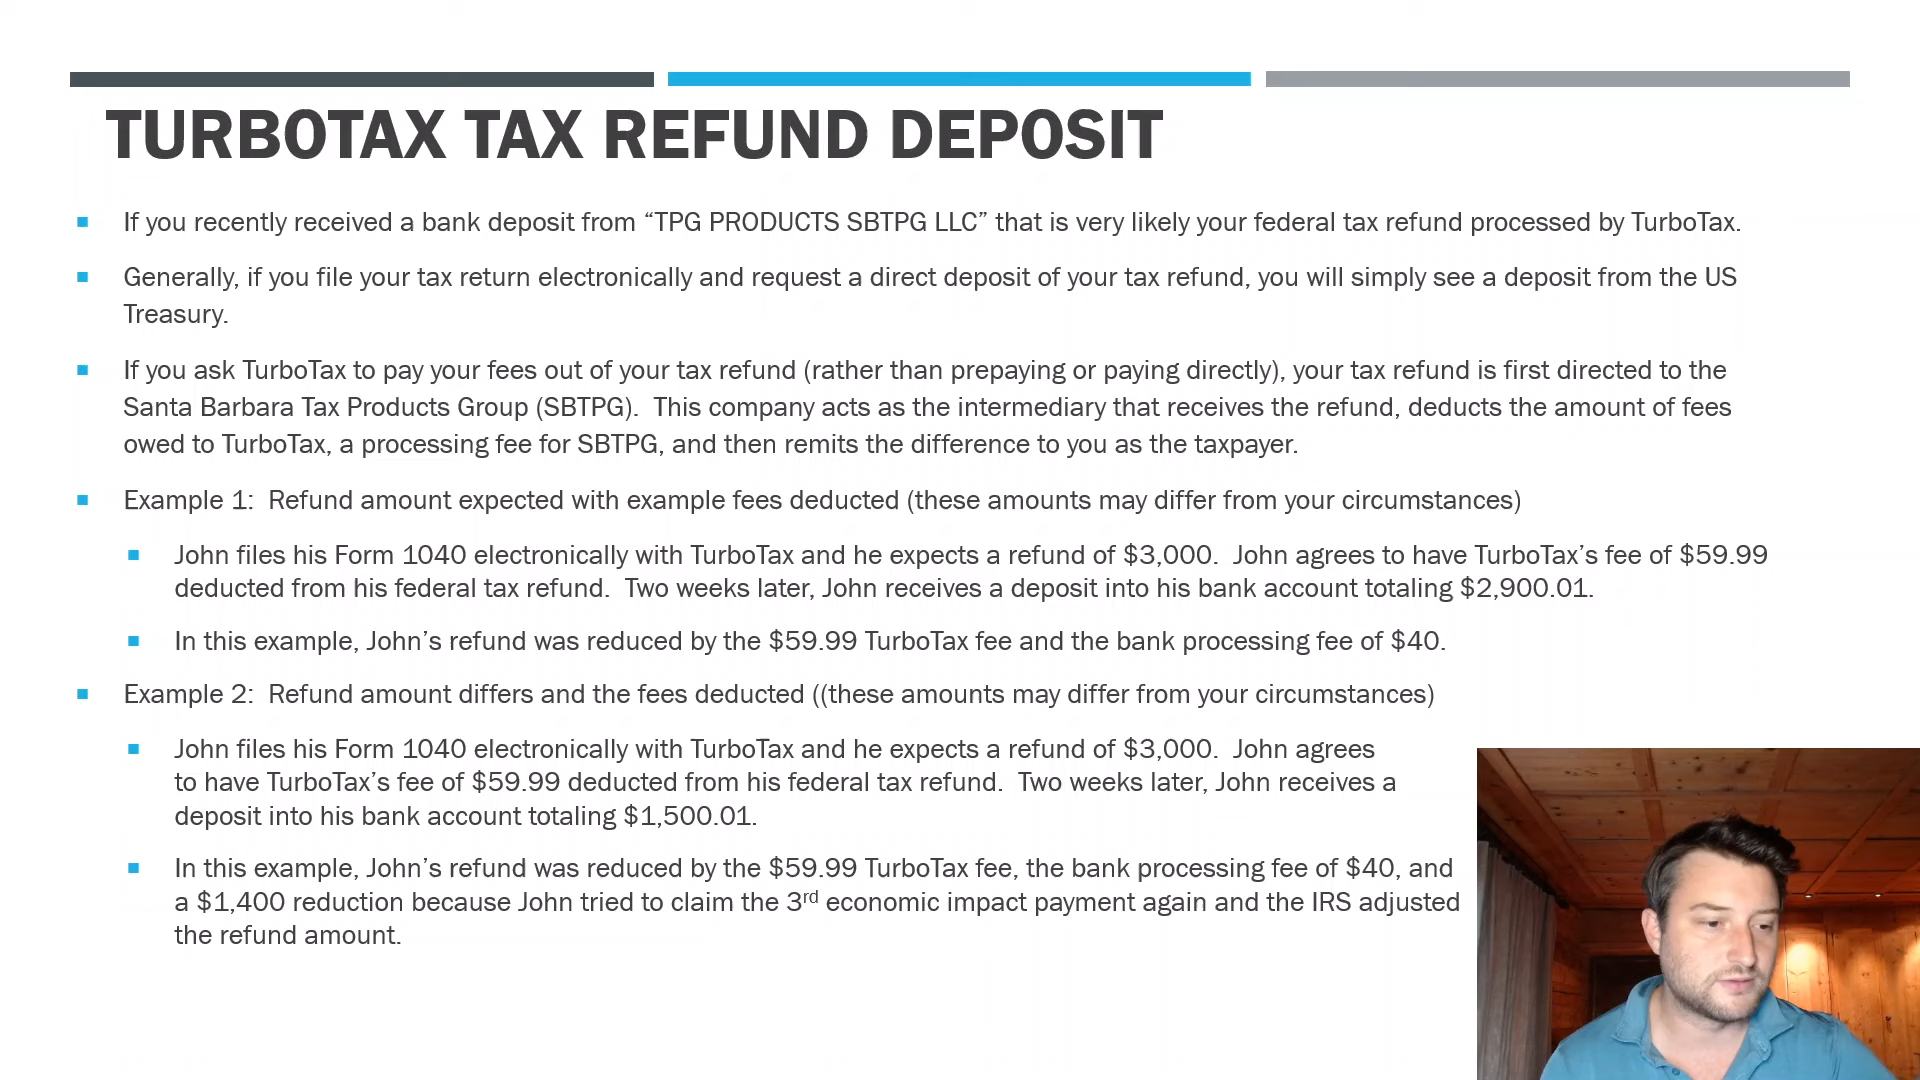 TURBOTAX TAX REFUND DEPOSIT
If you recently received a bank deposit from “TPG PRODUCTS SBTPG LLC” that is very likely your federal tax refund processed by TurboTax.
Generally, if you file your tax return electronically and request a direct deposit of your tax refund, you will simply see a deposit from the US
Treasury.
If you ask TurboTax to pay your fees out of your tax refund (rather than prepaying or paying directly), your tax refund is first directed to the
Santa Barbara Tax Products Group (SBTPG).  This company acts as the intermediary that receives the refund, deducts the amount of fees
owed to TurboTax, a processing fee for SBTPG, and then remits the difference to you as the taxpayer.
Example 1:  Refund amount expected with example fees deducted (these amounts may differ from your circumstances)
John files his Form 1040 electronically with TurboTax and he expects a refund of $3,000.  John agrees to have TurboTax’s fee of $59.99
deducted from his federal tax refund.  Two weeks later, John receives a deposit into his bank account totaling $2,900.01.
In this example, John’s refund was reduced by the $59.99 TurboTax fee and the bank processing fee of $40.
Example 2:  Refund amount differs and the fees deducted ((these amounts may differ from your circumstances)
John files his Form 1040 electronically with TurboTax and he expects a refund of $3,000.  John agrees
to have TurboTax’s fee of $59.99 deducted from his federal tax refund.  Two weeks later, John receives a
deposit into his bank account totaling $1,500.01.
In this example, John’s refund was reduced by the $59.99 TurboTax fee, the bank processing fee of $40, and
a $1,400 reduction because John tried to claim the 3rd economic impact payment again and the IRS adjusted
the refund amount.